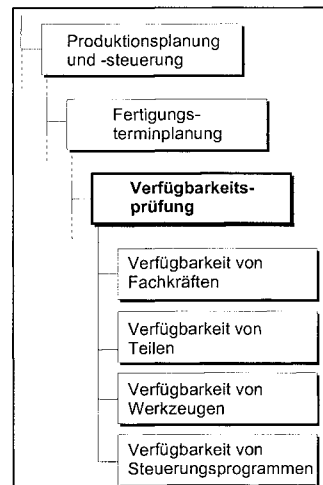 Produktionsplanung
und -steuerung
Fertigungs-
terminplanung
Verfügbarkeits-
prüfung
Verfügbarkeit von
Fachkräften
Verfügbarkeit von
Teilen
Verfügbarkeit von
Werkzeugen
Verfügbarkeit von
Steuerungsprogrammen